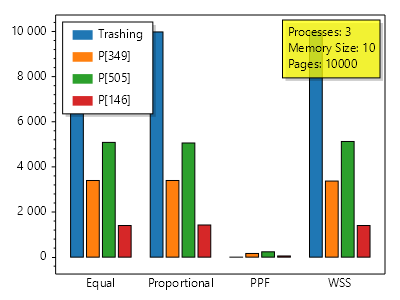 10 000
8 000
6 000
4 000
2 000
0
Trashing
P[349]
P[505]
P[146]
Processes: 3
Memory Size: 10
Pages: 10000
Equal
Proportional
PPF
WSS